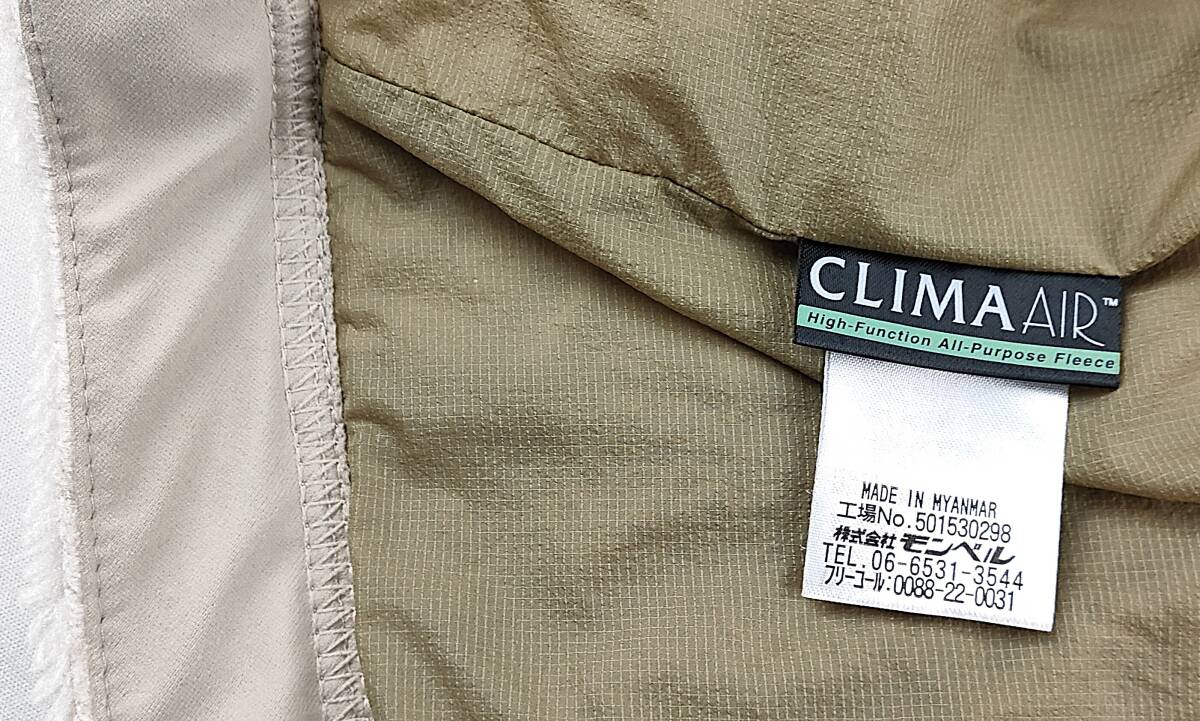 CLIMAAIR™
High-Function All-Purpose Fleece
MADE IN MYANMAR
工場No.501530298
株式会社 モンベル
TEL.06-6531-3544
フリーコール:0088-22-0031